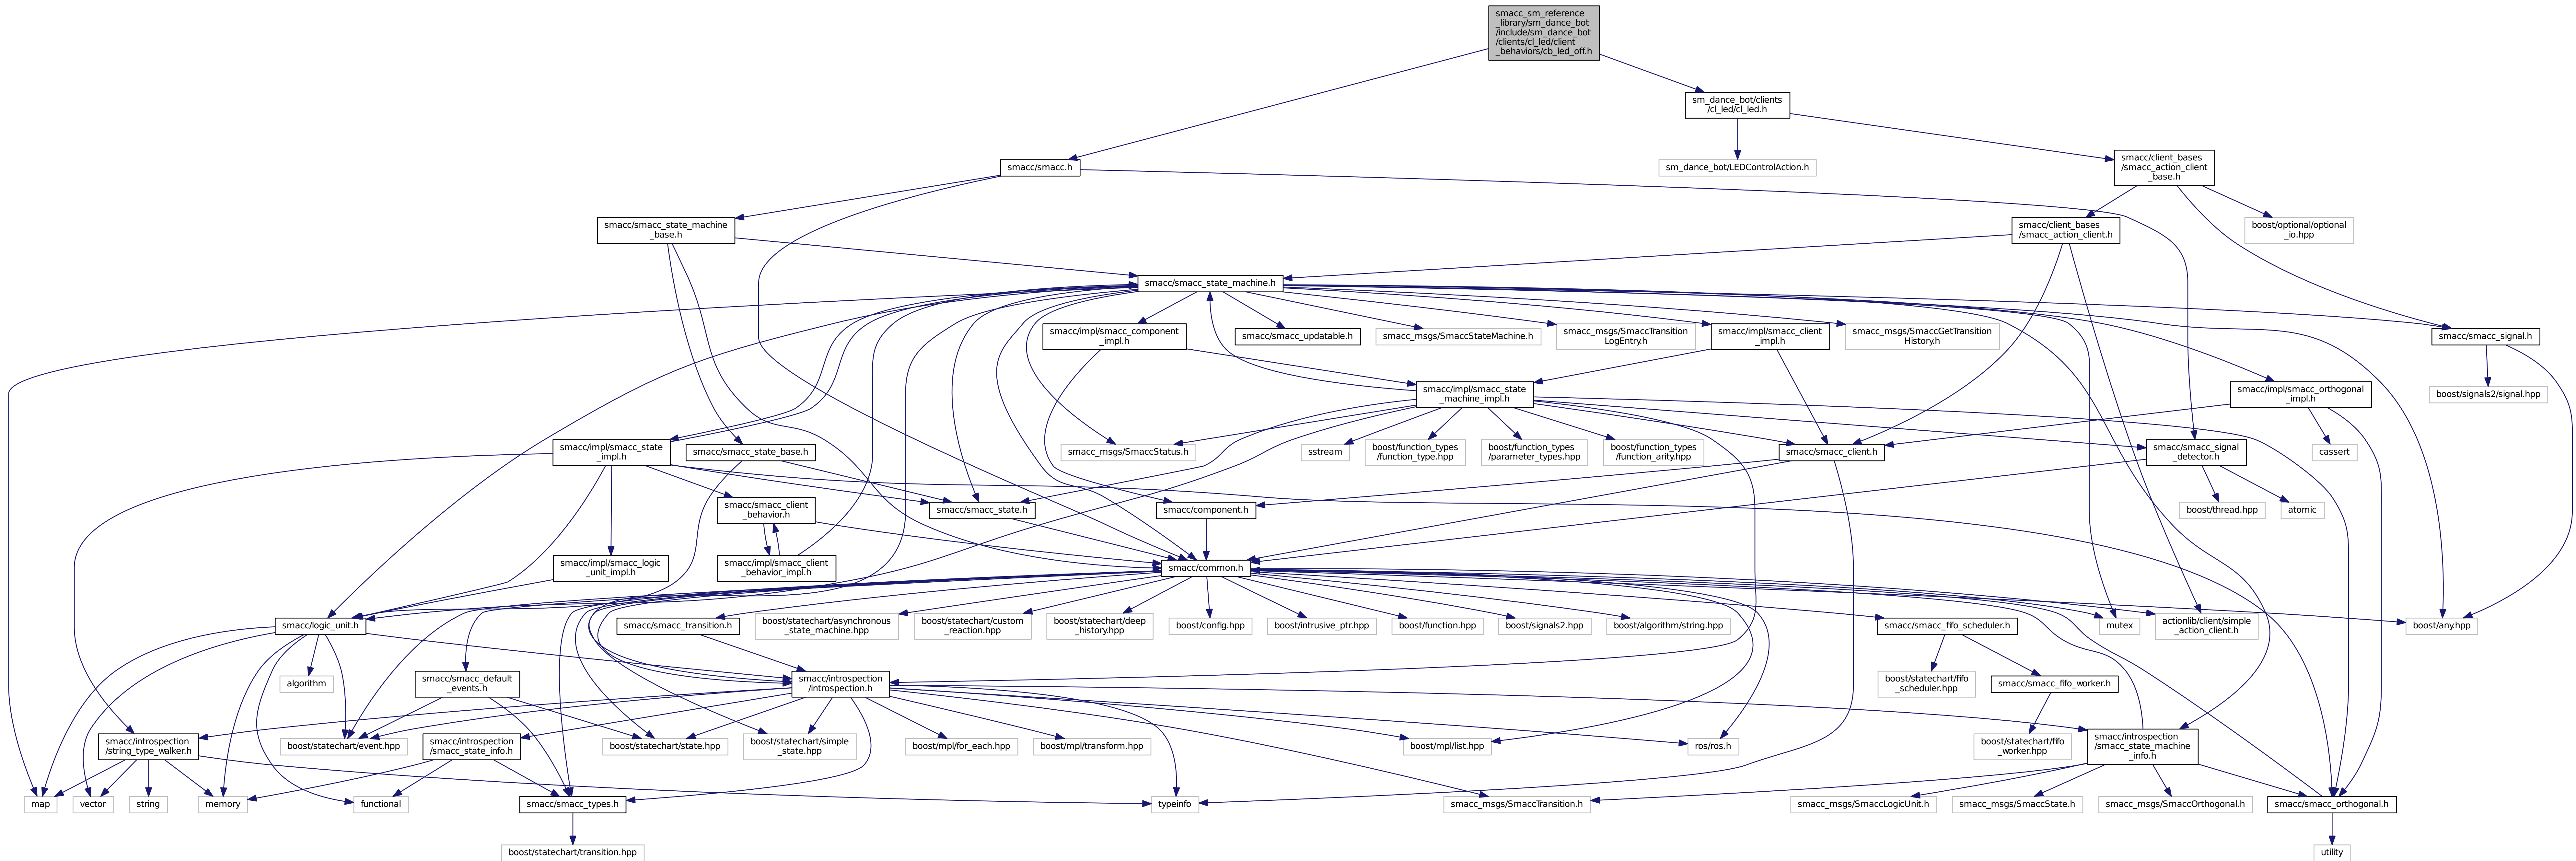 smacc_sm_reference
_library/sm_dance_bot
/include/sm_dance_bot
/clients/cl_led/client
_behaviors/cb_led_off.h
sm_dance_bot/clients
/cl_led/cl_led.h
smacc/smacc.h
sm_dance_bot/LEDControlAction.h
smacc/client_bases
/smacc_action_client
_base.h
smacc/smacc_state_machine
_base.h
smacc/client_bases
/smacc_action_client.h
boost/optional/optional
_io.hpp
smacc/smacc_state_machine.h
smacc/impl/smacc_component
_impl.h
smacc/smacc_updatable.h
smacc_msgs/SmaccStateMachine.h
smacc_msgs/SmaccTransition
LogEntry.h
smacc/impl/smacc_client
_impl.h
smacc_msgs/SmaccGetTransition
History.h
smacc/smacc_signal.h
smacc/impl/smacc_state
_machine_impl.h
smacc/impl/smacc_orthogonal
_impl.h
boost/signals2/signal.hpp
smacc/impl/smacc_state
_impl.h
smacc/smacc_state_base.h
smacc_msgs/SmaccStatus.h
sstream
boost/function_types
/function_type.hpp
boost/function_types
/parameter_types.hpp
boost/function_types
/function_arity.hpp
smacc/smacc_client.h
smacc/smacc_signal
_detector.h
cassert
smacc/smacc_client
_behavior.h
smacc/smacc_state.h
smacc/component.h
boost/thread.hpp
atomic
smacc/impl/smacc_logic
_unit_impl.h
smacc/impl/smacc_client
_behavior_impl.h
smacc/common.h
smacc/logic_unit.h
smacc/smacc_transition.h
boost/statechart/asynchronous
_state_machine.hpp
boost/statechart/custom
_reaction.hpp
boost/statechart/deep
_history.hpp
boost/config.hpp
boost/intrusive_ptr.hpp
boost/function.hpp
boost/signals2.hpp
boost/algorithm/string.hpp
smacc/smacc_fifo_scheduler.h
mutex
actionlib/client/simple
_action_client.h
boost/any.hpp
algorithm
smacc/smacc_default
_events.h
smacc/introspection
/introspection.h
boost/statechart/fifo
_scheduler.hpp
smacc/smacc_fifo_worker.h
smacc/introspection
/string_type_walker.h
boost/statechart/event.hpp
smacc/introspection
/smacc_state_info.h
boost/statechart/state.hpp
boost/statechart/simple
_state.hpp
boost/mpl/for_each.hpp
boost/mpl/transform.hpp
boost/mpl/list.hpp
ros/ros.h
boost/statechart/fifo
_worker.hpp
smacc/introspection
/smacc_state_machine
_info.h
map
vector
string
memory
functional
smacc/smacc_types.h
typeinfo
smacc_msgs/SmaccTransition.h
smacc_msgs/SmaccLogicUnit.h
smacc_msgs/SmaccState.h
smacc_msgs/SmaccOrthogonal.h
smacc/smacc_orthogonal.h
boost/statechart/transition.hpp
utility